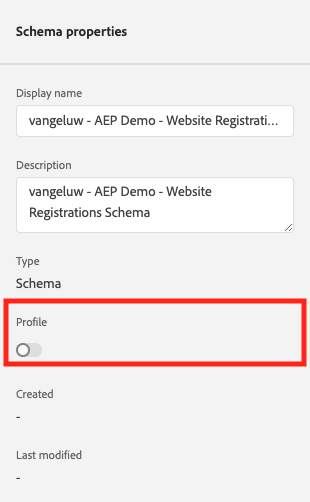 Schema properties
Display name
vangeluw - AEP Demo - Website Registrati...
Description
vangeluw - AEP Demo - Website
Registrations Schema
Type
Schema
Profile
Created
-
Last modified
-